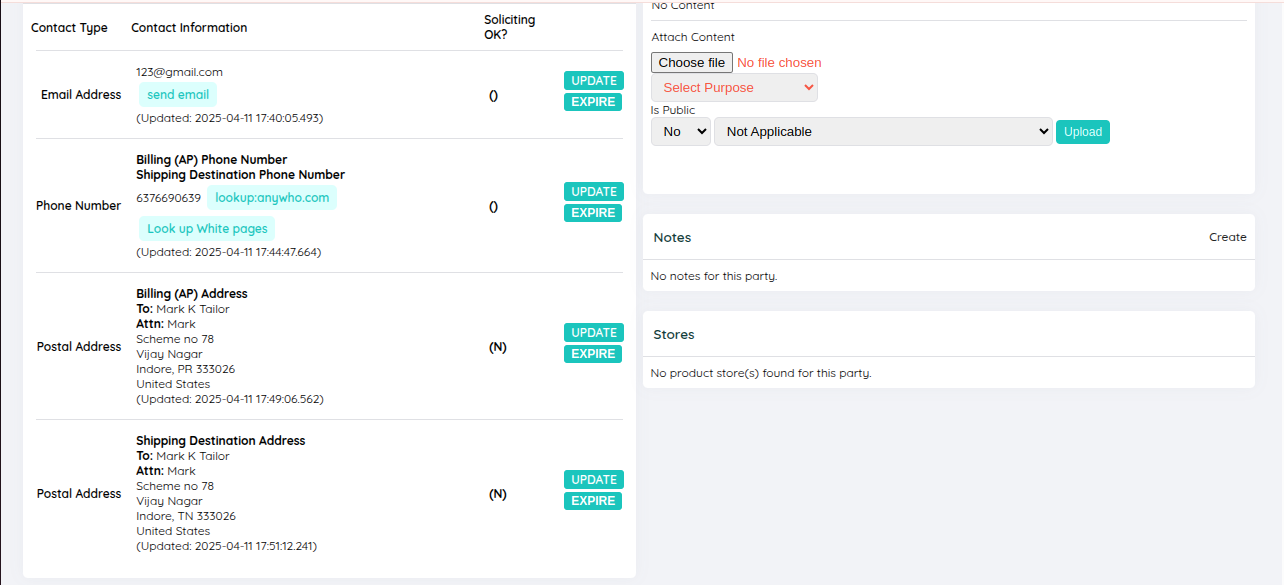 Contact Type Contact Information Soliciting OK?
Email Address
123@gmail.com
send email
(Updated: 2025-04-11 17:40:05.493)
()
UPDATE
EXPIRE
Phone Number
Billing (AP) Phone Number
Shipping Destination Phone Number
6376690639 lookup:anywho.com
Look up White pages
(Updated: 2025-04-11 17:44:47.664)
()
UPDATE
EXPIRE
Postal Address
Billing (AP) Address
To: Mark K Tailor
Attn: Mark
Scheme no 78
Vijay Nagar
Indore, PR 333026
United States
(Updated: 2025-04-11 17:49:06.562)
(N)
UPDATE
EXPIRE
Postal Address
Shipping Destination Address
To: Mark K Tailor
Attn: Mark
Scheme no 78
Vijay Nagar
Indore, TN 333026
United States
(Updated: 2025-04-11 17:51:12.241)
(N)
UPDATE
EXPIRE
No Content
Attach Content
Choose file No file chosen
Select Purpose
Is Public
No Not Applicable Upload
Notes Create
No notes for this party.
Stores
No product store(s) found for this party.